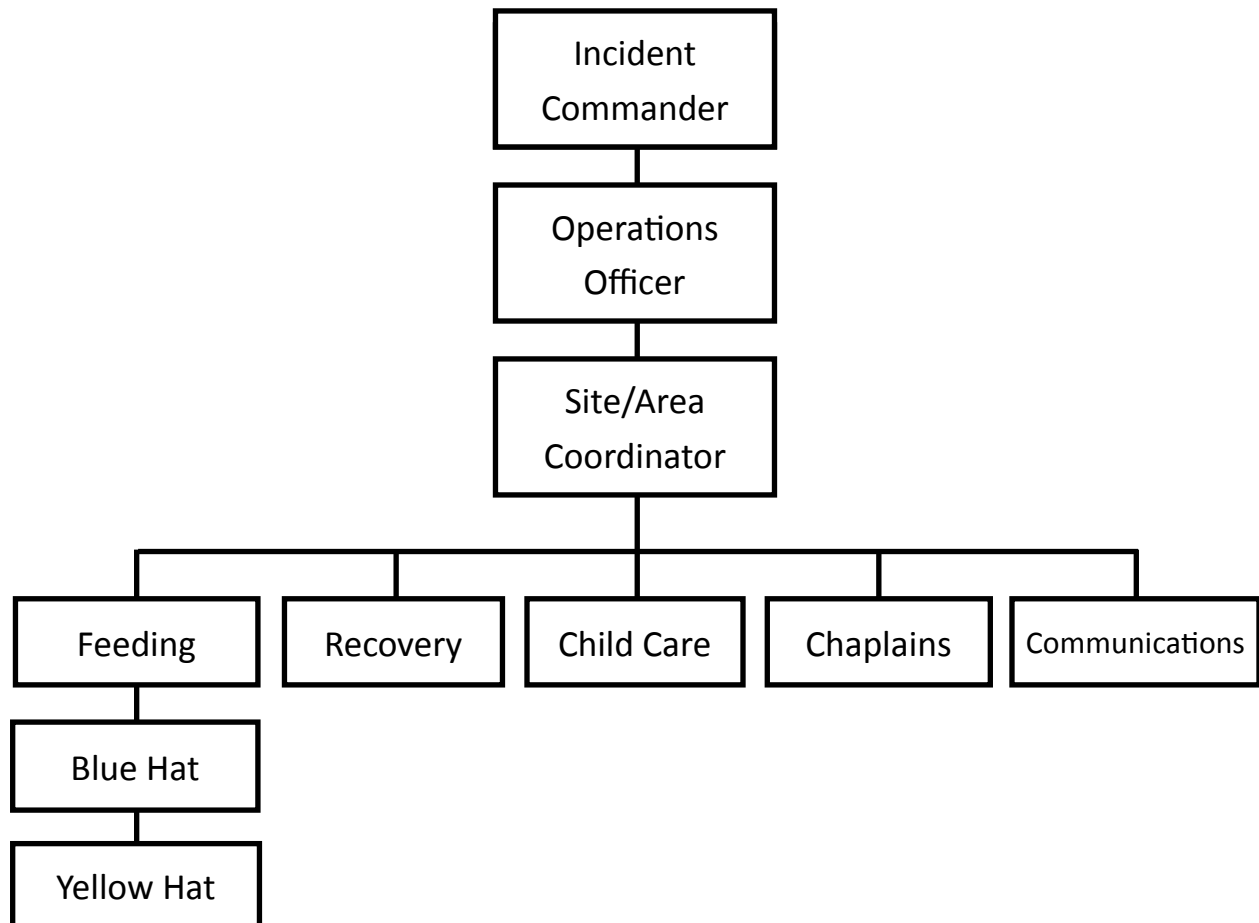 Incident
Commander
Operations
Officer
Site/Area
Coordinator
Feeding
Recovery
Child Care
Chaplains
Communications
Blue Hat
Yellow Hat